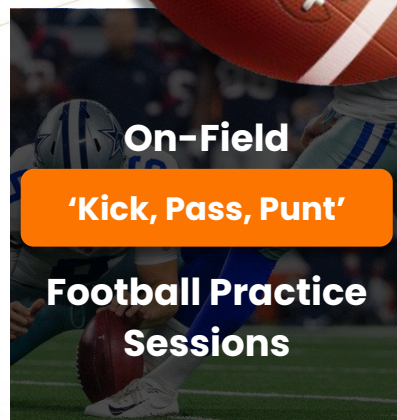 On-Field
‘Kick, Pass, Punt’
Football Practice
Sessions